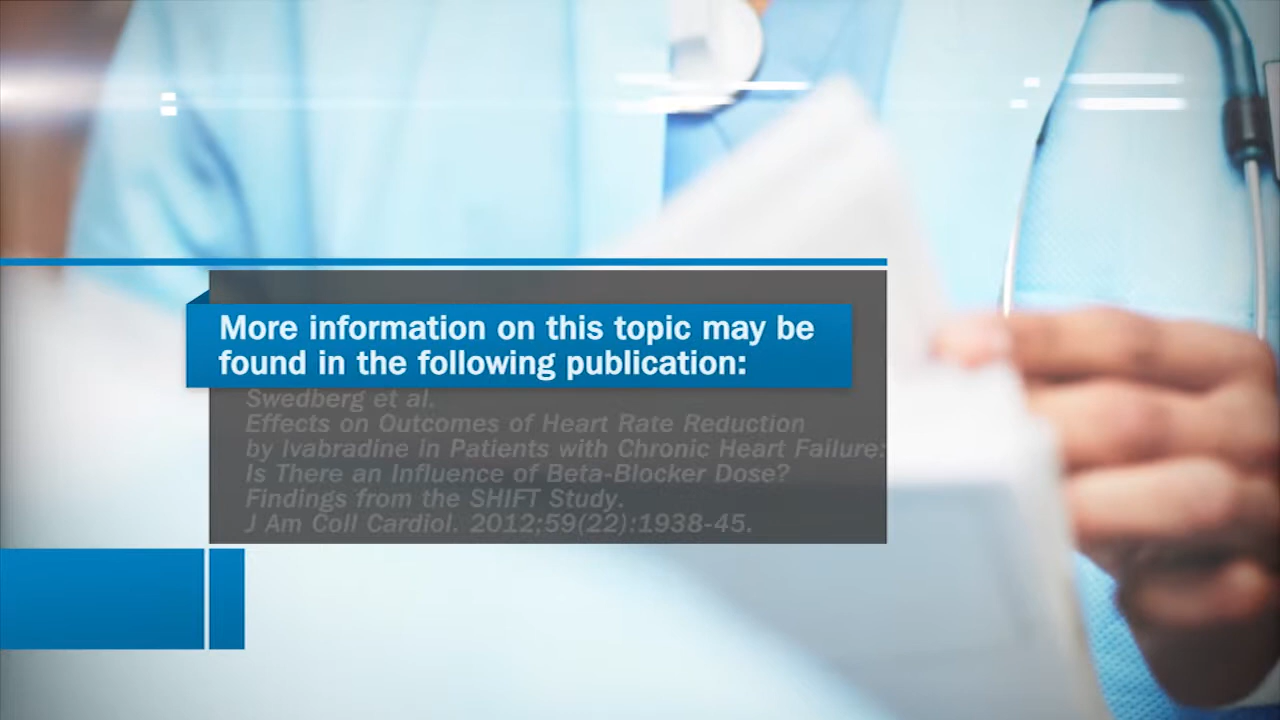 More information on this topic may be
found in the following publication:
Swedberg et al.
Effects on Outcomes of Heart Rate Reduction
by Ivabradine in Patients with Chronic Heart Failure:
Is There an Influence of Beta-Blocker Dose?
Findings from the SHIFT Study.
J Am Coll Cardiol. 2012;59(22):1938-45.